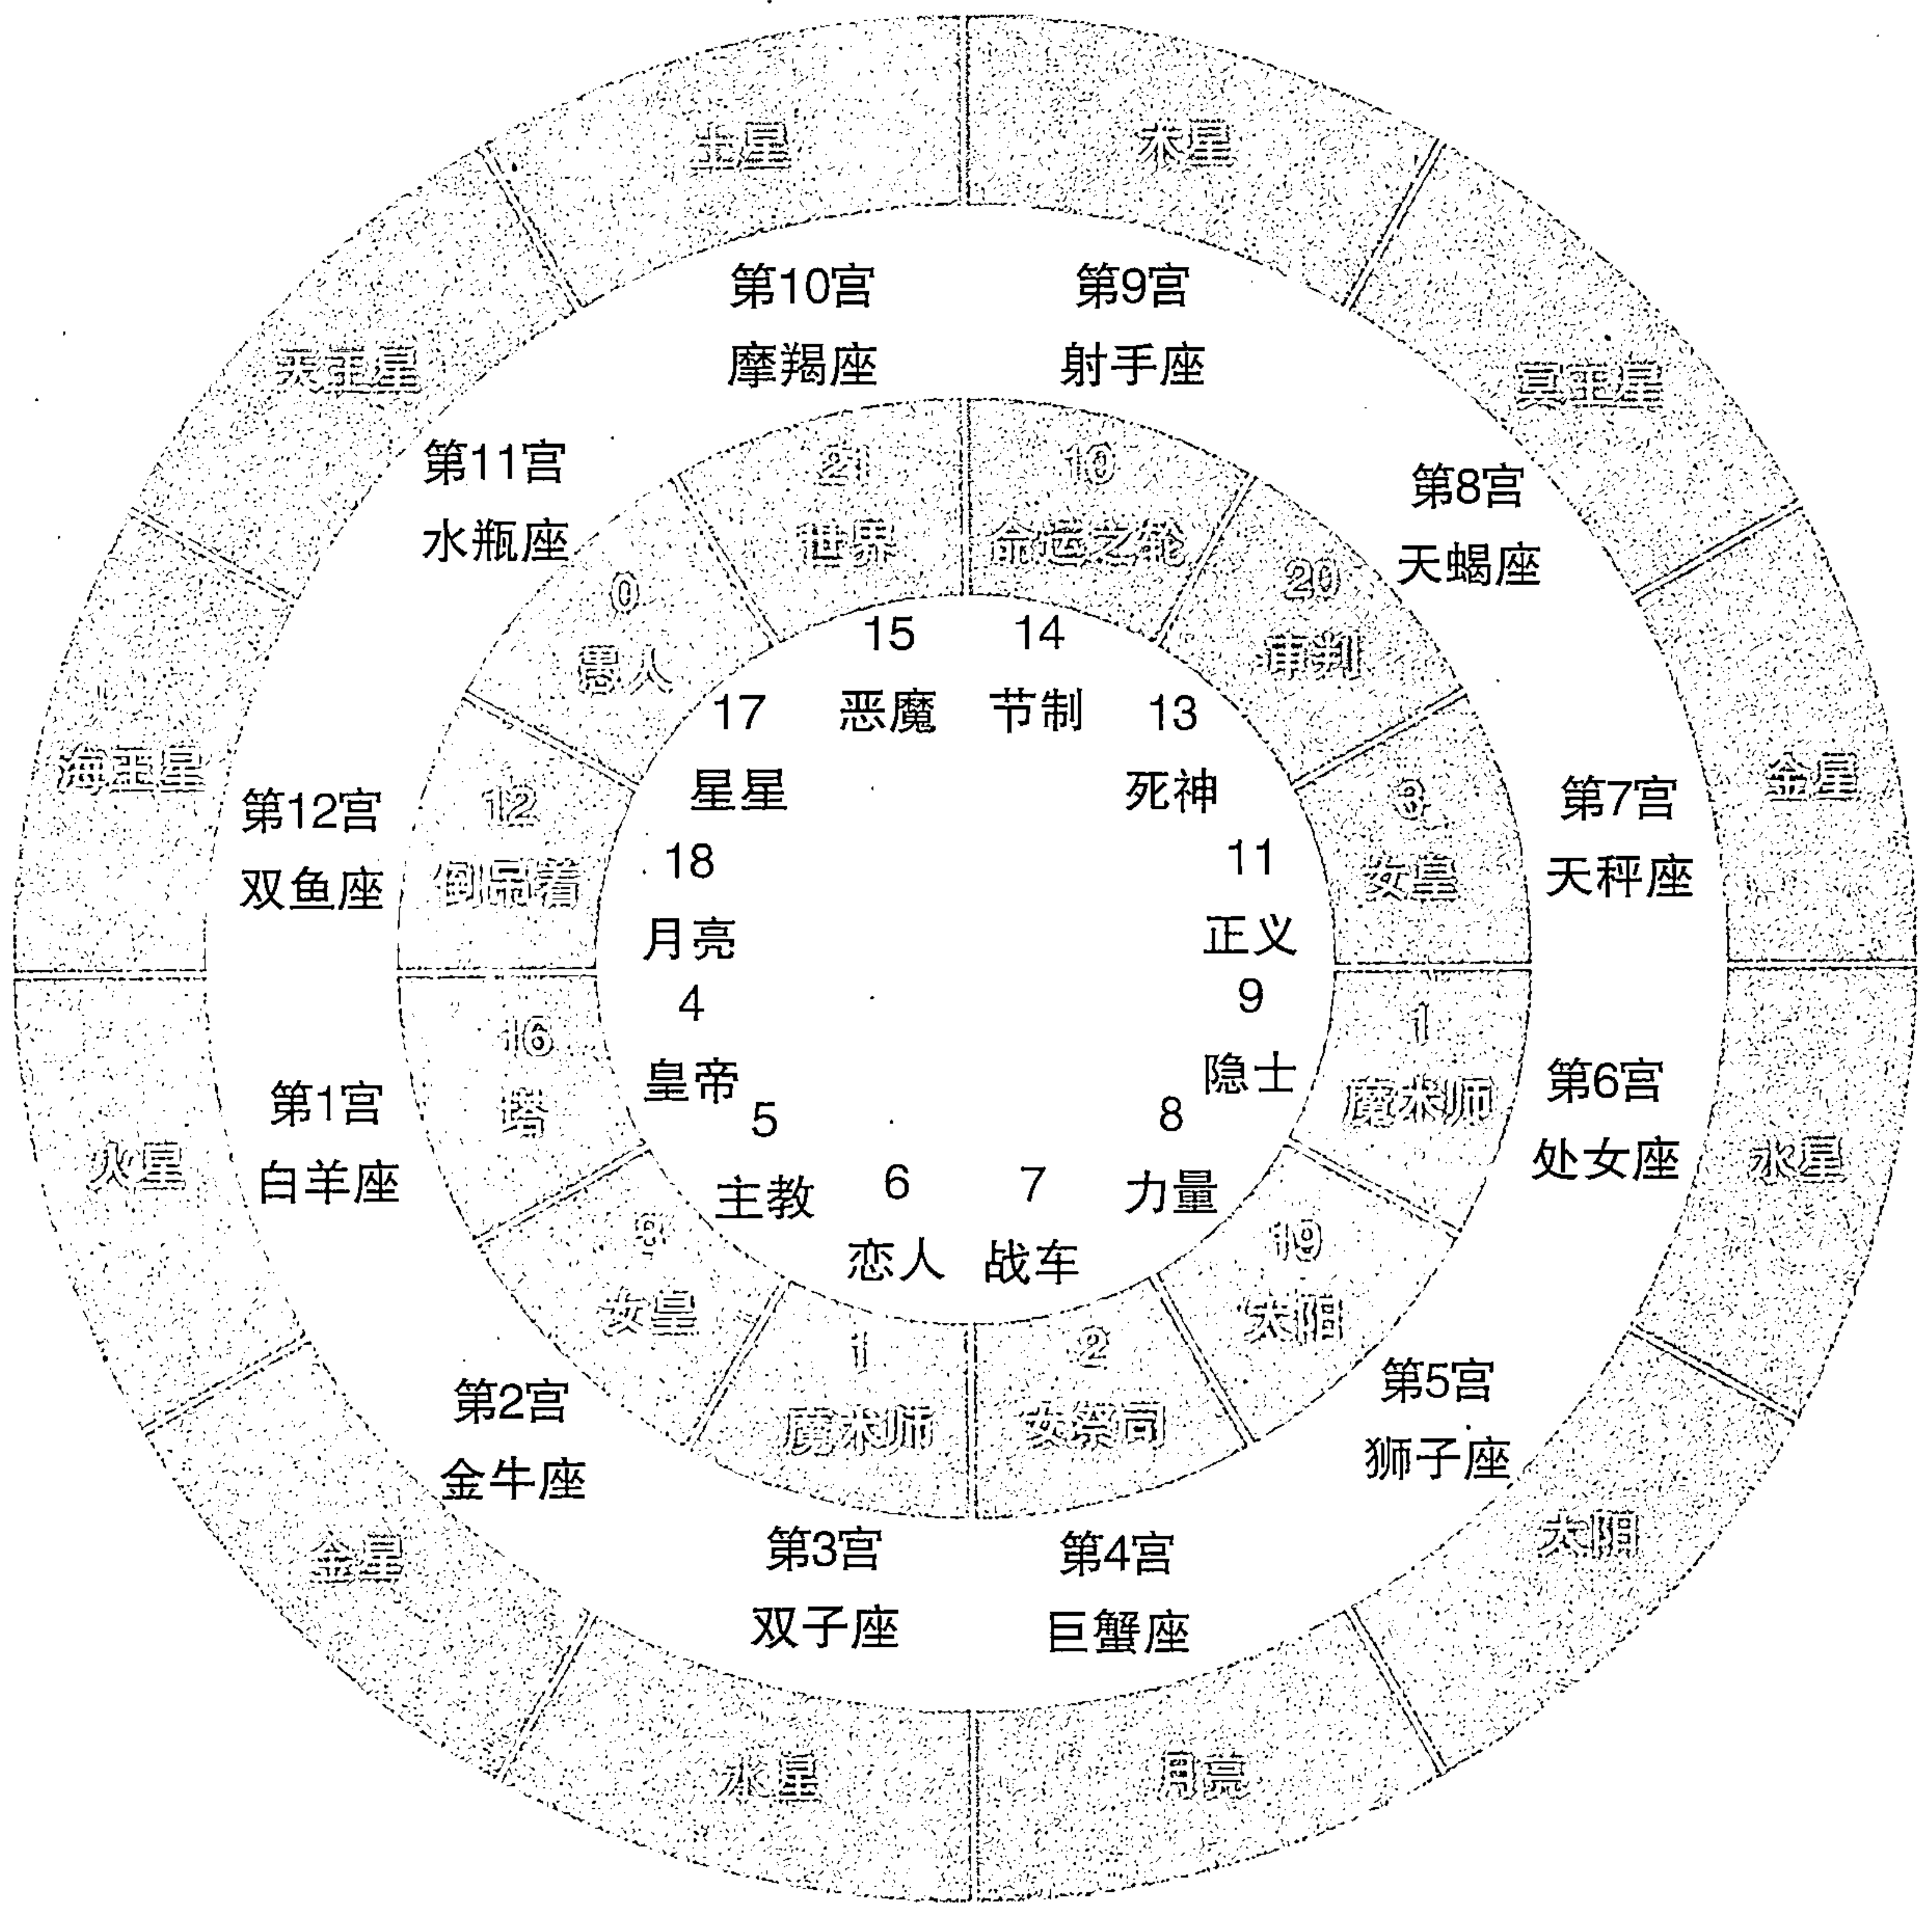 土星
木星
天王星
冥王星
海王星
金星
火星
水星
金星
太阳
水星
月亮
第10宫
摩羯座
第9宫
射手座
第11宫
水瓶座
第8宫
天蝎座
第12宫
双鱼座
第7宫
天秤座
第1宫
白羊座
第6宫
处女座
第2宫
金牛座
第5宫
狮子座
第3宫
双子座
第4宫
巨蟹座
21
世界
10
命运之轮
0
愚人
20
审判
12
倒吊着
3
女皇
16
塔
1
魔术师
女皇
19
太阳
1
魔术师
2
女祭司
15
恶魔
14
节制
17
星星
13
死神
18
月亮
11
正义
4
皇帝
9
隐士
5
主教
8
力量
6
恋人
7
战车